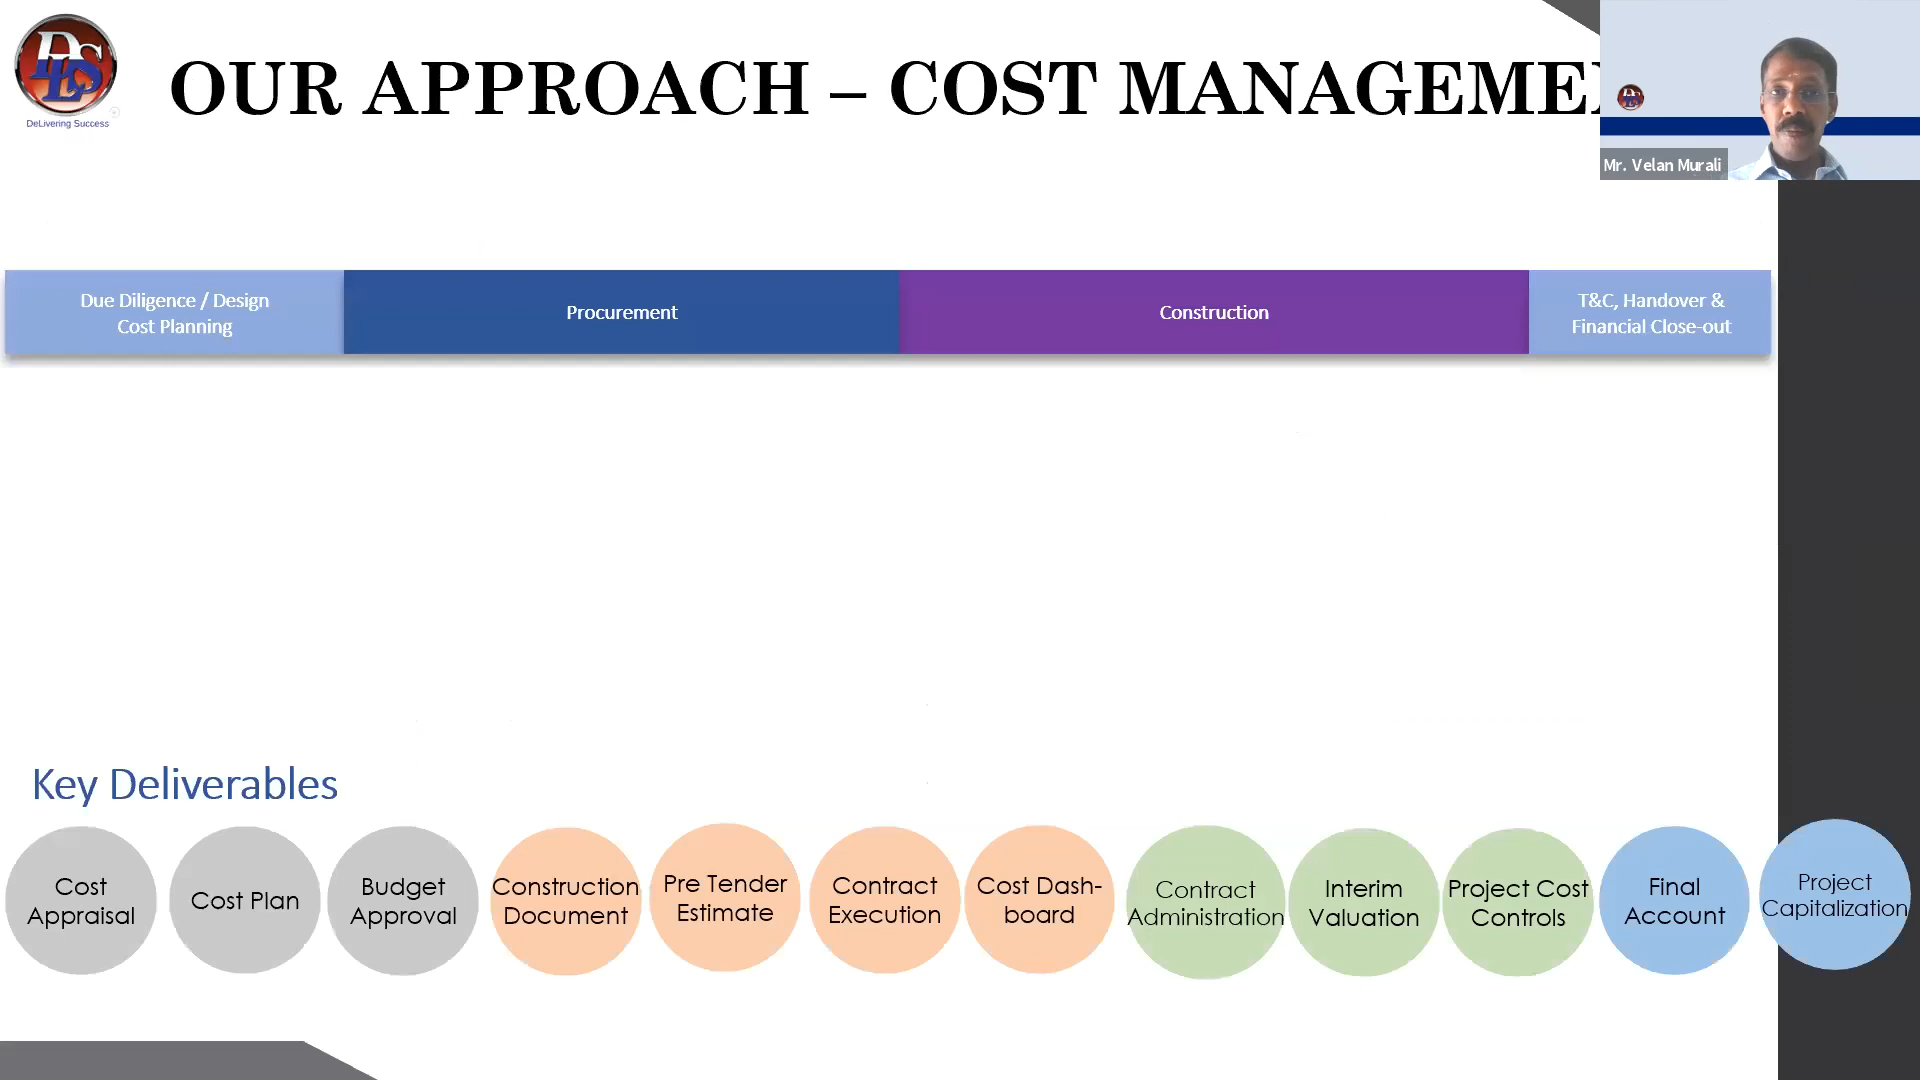 DLS
DeLivering Success
OUR APPROACH – COST MANAGEME
Mr. Velan Murali
Due Diligence / Design
Cost Planning
Procurement
Construction
T&C, Handover &
Financial Close-out
Key Deliverables
Cost
Appraisal
Cost Plan
Budget
Approval
Construction
Document
Pre Tender
Estimate
Contract
Execution
Cost Dash-
board
Contract
Administration
Interim
Valuation
Project Cost
Controls
Final
Account
Project
Capitalization